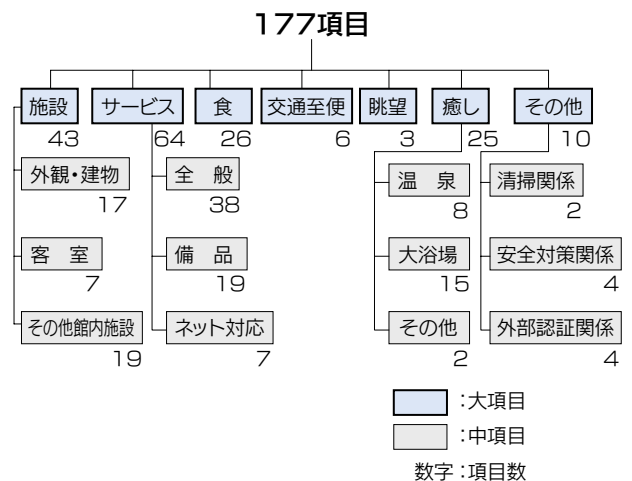 177項目
施設 サービス 食 交通至便 眺望 癒し その他
43 64 26 6 3 25 10
外観・建物 全 般 温 泉 清掃関係
17 38 8 2
客 室 備 品 大浴場 安全対策関係
7 19 15 4
その他館内施設 ネット対応 その他 外部認証関係
19 7 2 4
:大項目
:中項目
数字:項目数